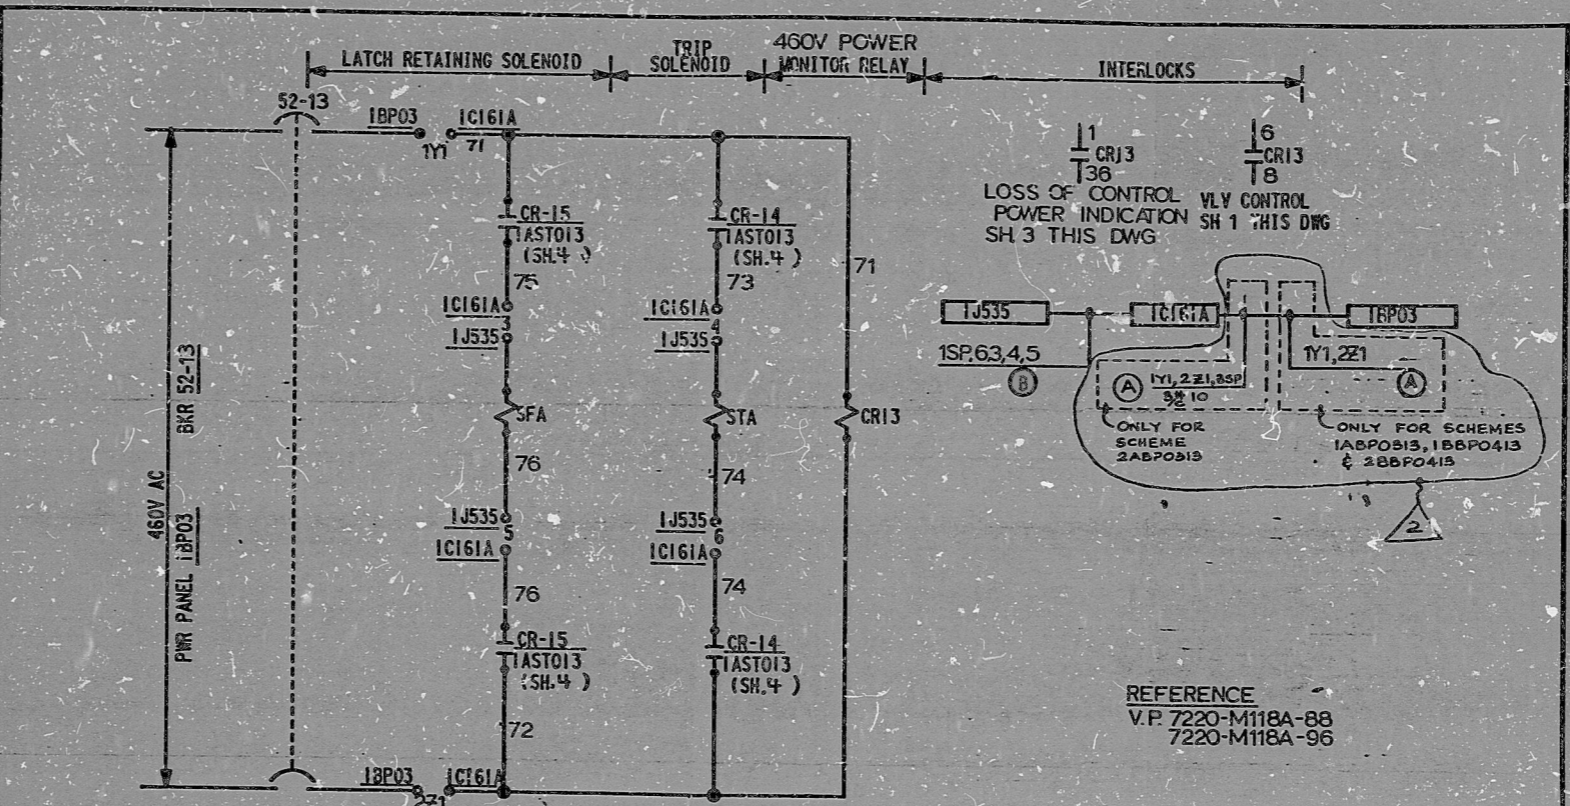 LATCH RETAINING SOLENOID
TRIP
SOLENOID
460V POWER
MONITOR RELAY
INTERLOCKS
52-13
1BP03
1Y1
1C161A
71
460V AC
BKR 52-13
PWR PANEL 1BP03
CR-15
1AST013
(SH.4)
75
1C161A
3
1J535
SFA
76
1J535
5
1C161A
76
CR-15
1AST013
(SH.4)
72
CR-14
1AST013
(SH.4)
73
1C161A
4
1J535
STA
74
1J535
6
1C161A
74
CR-14
1AST013
(SH.4)
71
CR13
1BP03
2Z1
1C161A
1
CR13
36
LOSS OF CONTROL
POWER INDICATION
SH 3 THIS DWG
6
CR13
8
VLV CONTROL
SH 1 THIS DWG
1J535
1C161A
1BP03
1SP,6,3,4,5
B
A
1Y1,2Z1,3SP
10
ONLY FOR
SCHEME
2ABP0313
1Y1,2Z1
A
ONLY FOR SCHEMES
1ABP0313, 1BBP0413
& 2BBP0413
2
REFERENCE
V.P. 7220-M118A-88
7220-M118A-96